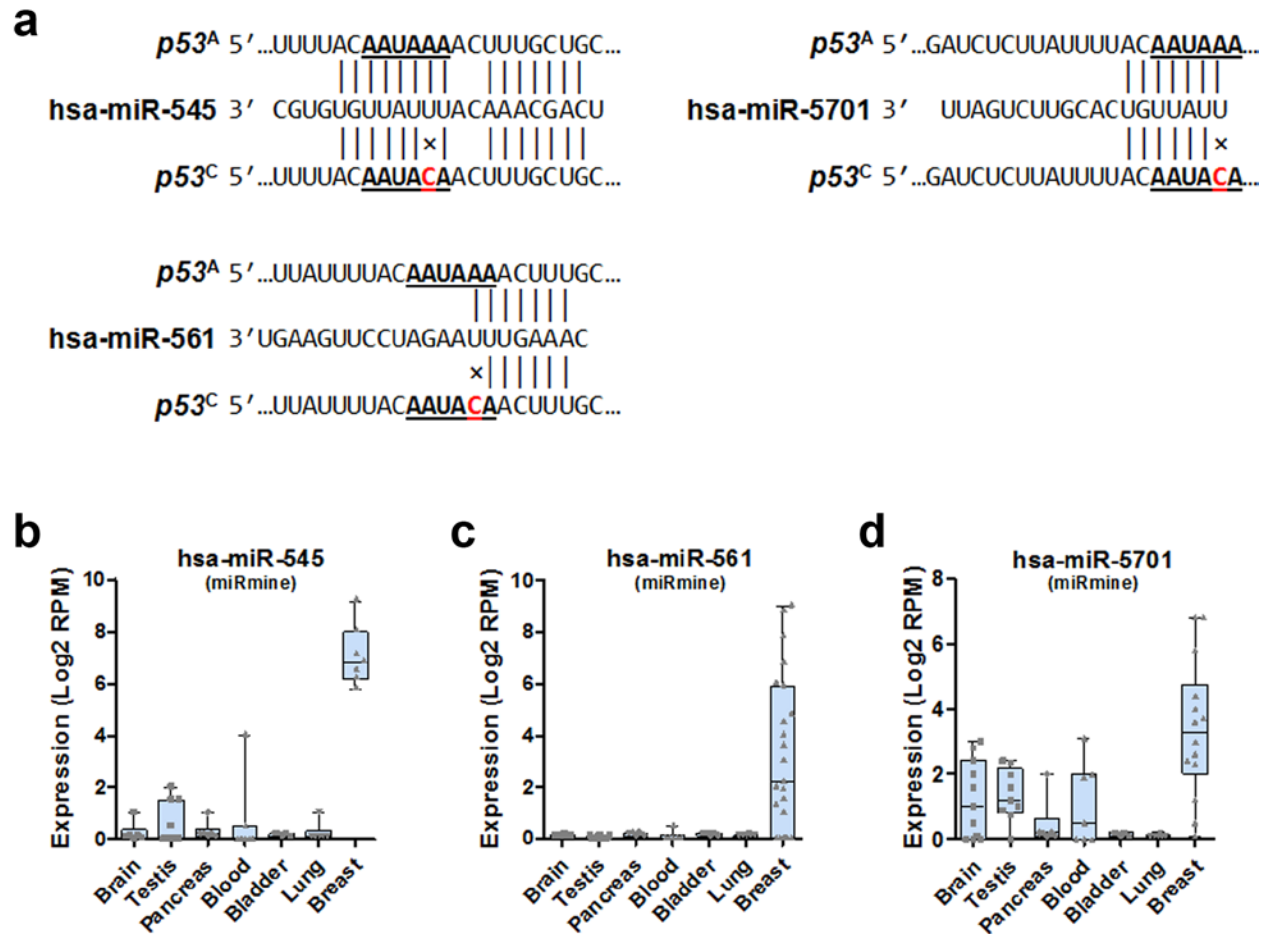 a
p53A 5′…UUUUACAAUAAAACUUUGCUGC…
hsa-miR-545 3′ CGUGUGUUAUUUACAAACGACU
×
p53C 5′…UUUUACAAUACAACUUUGCUGC…
p53A 5′…GAUCUCUUAUUUUACAAUAAA…
hsa-miR-5701 3′ UUAGUCUUGCACUGUUAUU
×
p53C 5′…GAUCUCUUAUUUUACAAUACA…
p53A 5′…UUAUUUUACAAUAAAACUUUGC…
hsa-miR-561 3′UGAAGUUCCUAGAAUUUGAAAC
×
p53C 5′…UUAUUUUACAAUACAACUUUGC…
b
hsa-miR-545
(miRmine)
Expression (Log2 RPM)
10
8
6
4
2
0
Brain
Testis
Pancreas
Blood
Bladder
Lung
Breast
c
hsa-miR-561
(miRmine)
Expression (Log2 RPM)
10
8
6
4
2
0
Brain
Testis
Pancreas
Blood
Bladder
Lung
Breast
d
hsa-miR-5701
(miRmine)
Expression (Log2 RPM)
8
6
4
2
0
Brain
Testis
Pancreas
Blood
Bladder
Lung
Breast